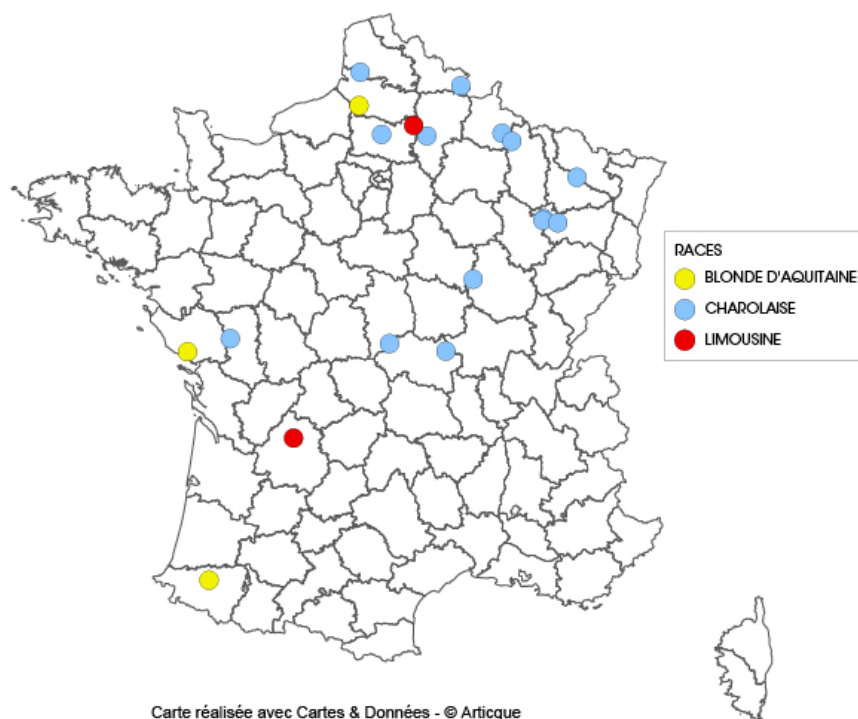 RACES
BLONDE D'AQUITAINE
CHAROLAISE
LIMOUSINE
Carte réalisée avec Cartes & Données - © Articque